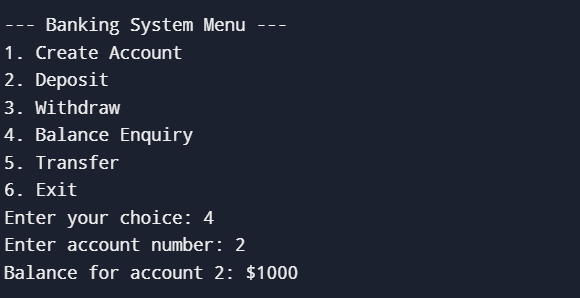 --- Banking System Menu ---
1. Create Account
2. Deposit
3. Withdraw
4. Balance Enquiry
5. Transfer
6. Exit
Enter your choice: 4
Enter account number: 2
Balance for account 2: $1000